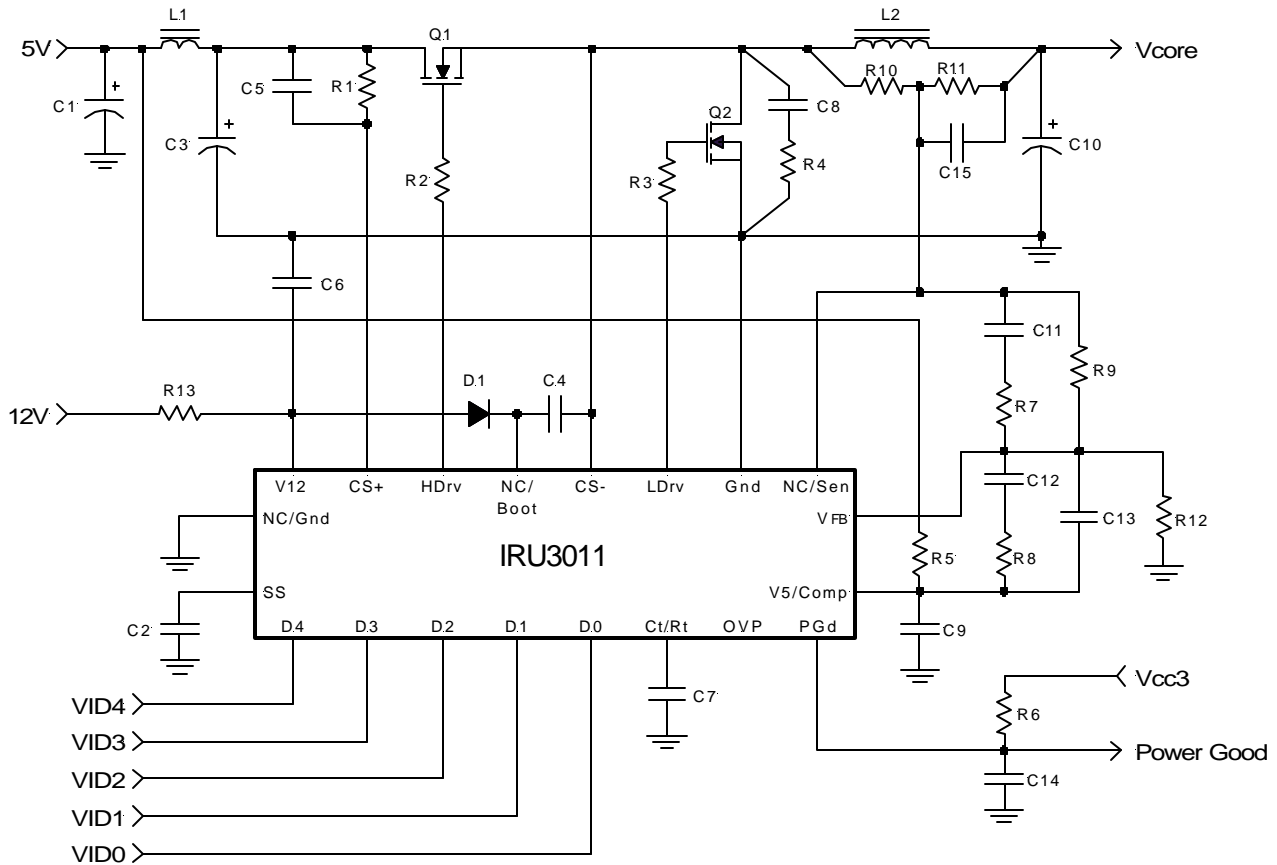 L1
L2
5V
Q1
Vcore
C1
C3
C5
R1
R10
R11
C8
Q2
C15
C10
R2
R3
R4
C6
C11
R9
R7
12V
R13
D1
C4
V12
CS+
HDrv
NC/
Boot
CS-
LDrv
Gnd
NC/Sen
C12
NC/Gnd
VFB
C13
R12
IRU3011
R5
R8
SS
V5/Comp
C2
D4
D3
D2
D1
D0
Ct/Rt
OVP
PGd
C9
VID4
C7
Vcc3
R6
VID3
Power Good
VID2
C14
VID1
VID0
+
+
+